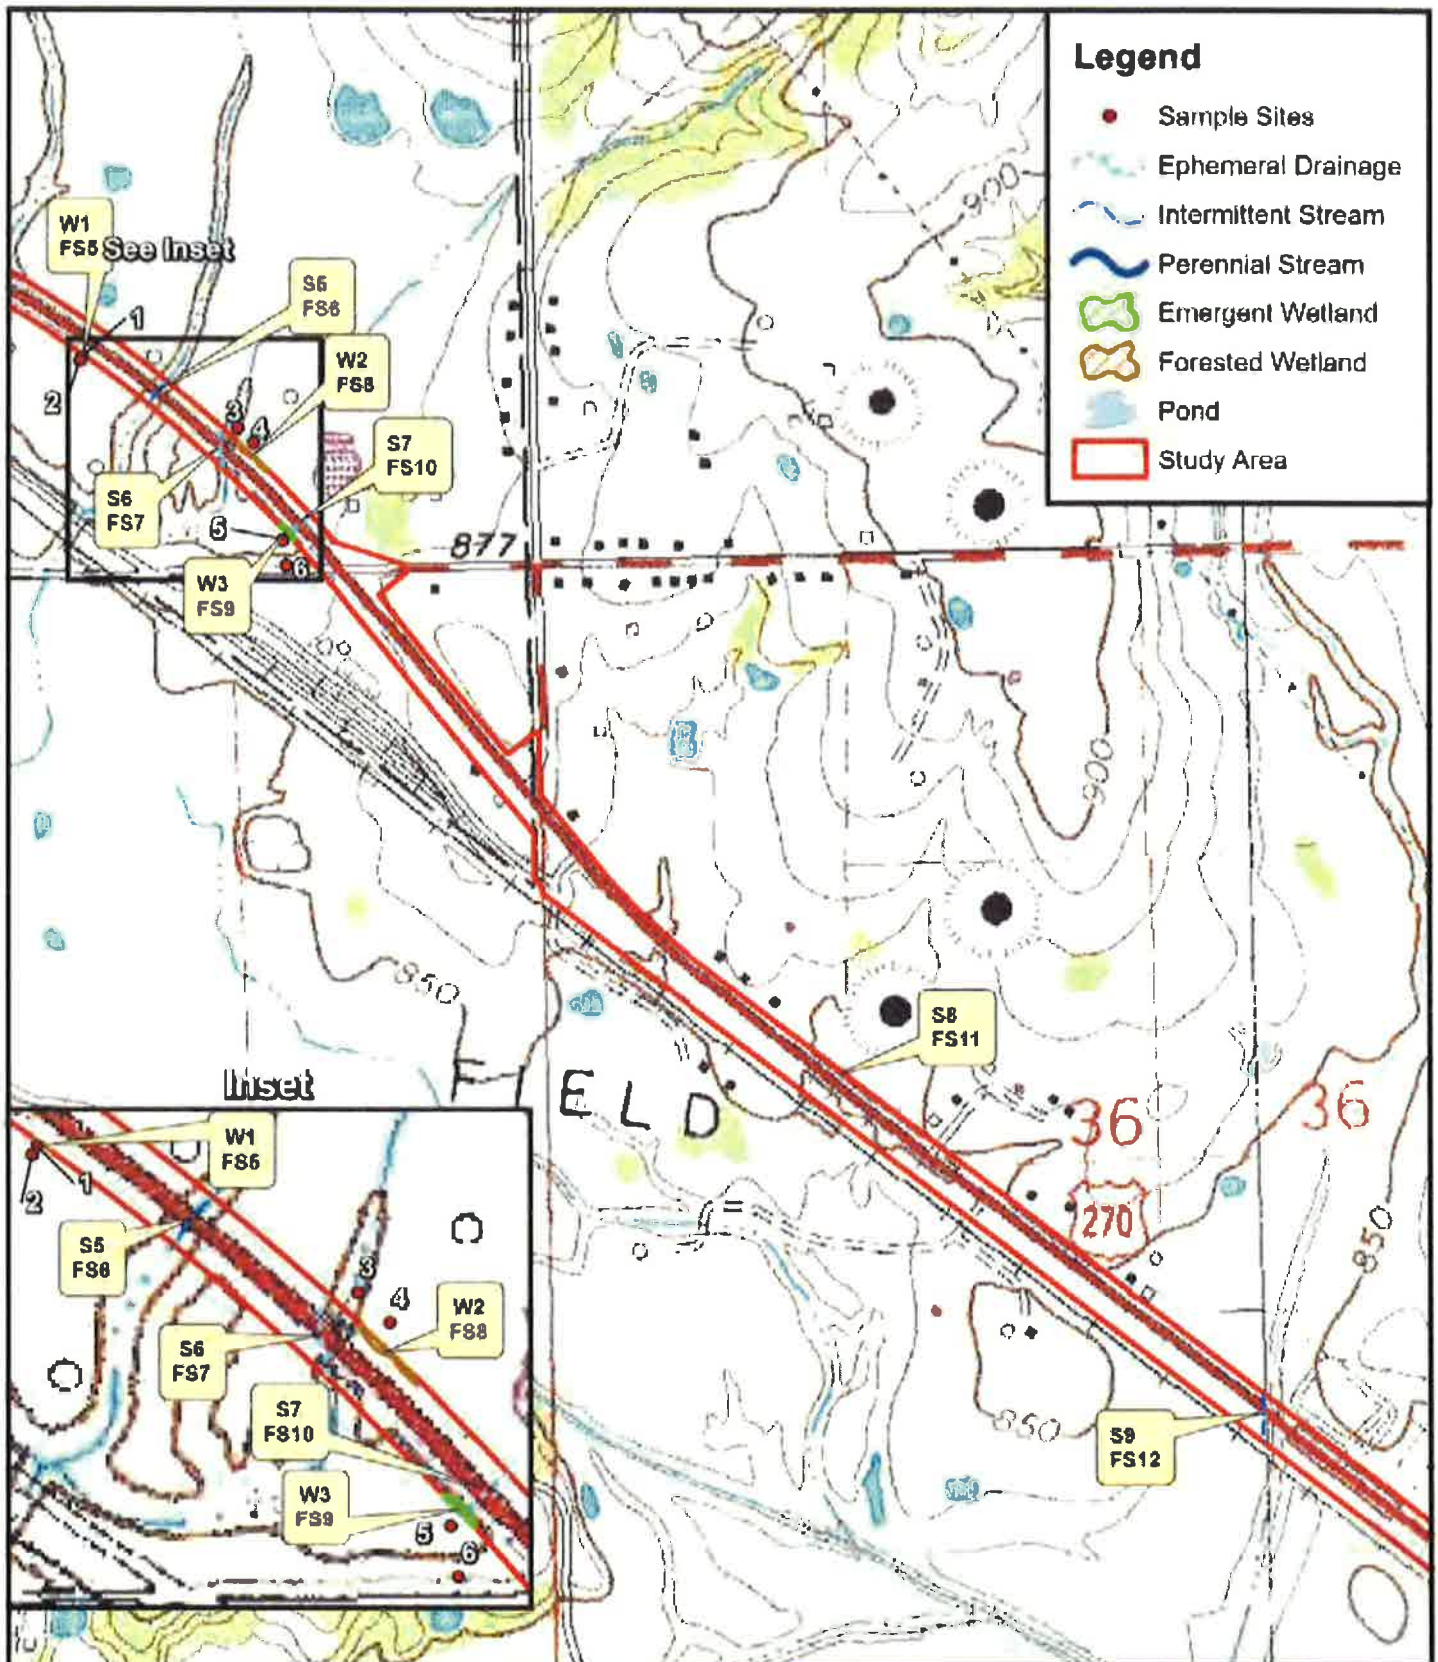 Legend
Sample Sites
Ephemeral Drainage
Intermittent Stream
Perennial Stream
Emergent Wetland
Forested Wetland
Pond
Study Area
900
W1
FS5
See Inset
1
S5
FS6
W2
FS8
2
3
4
S7
FS10
S6
FS7
5
877
6
W3
FS9
900
850
S8
FS11
Inset
E L D
36
36
270
850
850
S9
FS12
W1
FS5
1
2
S5
FS6
3
4
W2
FS8
S6
FS7
S7
FS10
W3
FS9
5
6